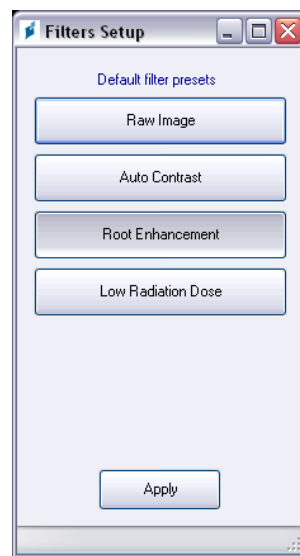 Filters Setup
Default filter presets
Raw Image
Auto Contrast
Root Enhancement
Low Radiation Dose
Apply